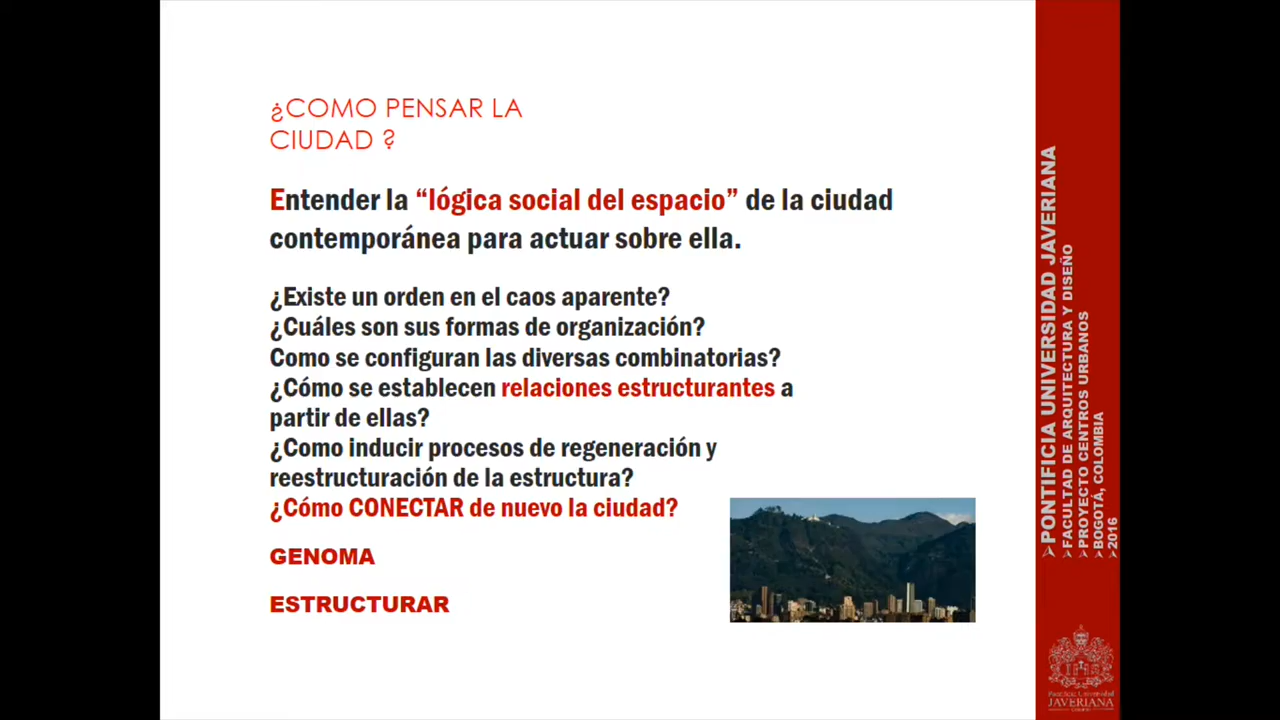 ¿COMO PENSAR LA
CIUDAD ?
Entender la “lógica social del espacio” de la ciudad
contemporánea para actuar sobre ella.
¿Existe un orden en el caos aparente?
¿Cuáles son sus formas de organización?
Como se configuran las diversas combinatorias?
¿Cómo se establecen relaciones estructurantes a
partir de ellas?
¿Como inducir procesos de regeneración y
reestructuración de la estructura?
¿Cómo CONECTAR de nuevo la ciudad?
GENOMA
ESTRUCTURAR
PONTIFICIA UNIVERSIDAD JAVERIANA
FACULTAD DE ARQUITECTURA Y DISEÑO
PROYECTO CENTROS URBANOS
BOGOTÁ, COLOMBIA
2016
Pontificia Universidad
JAVERIANA